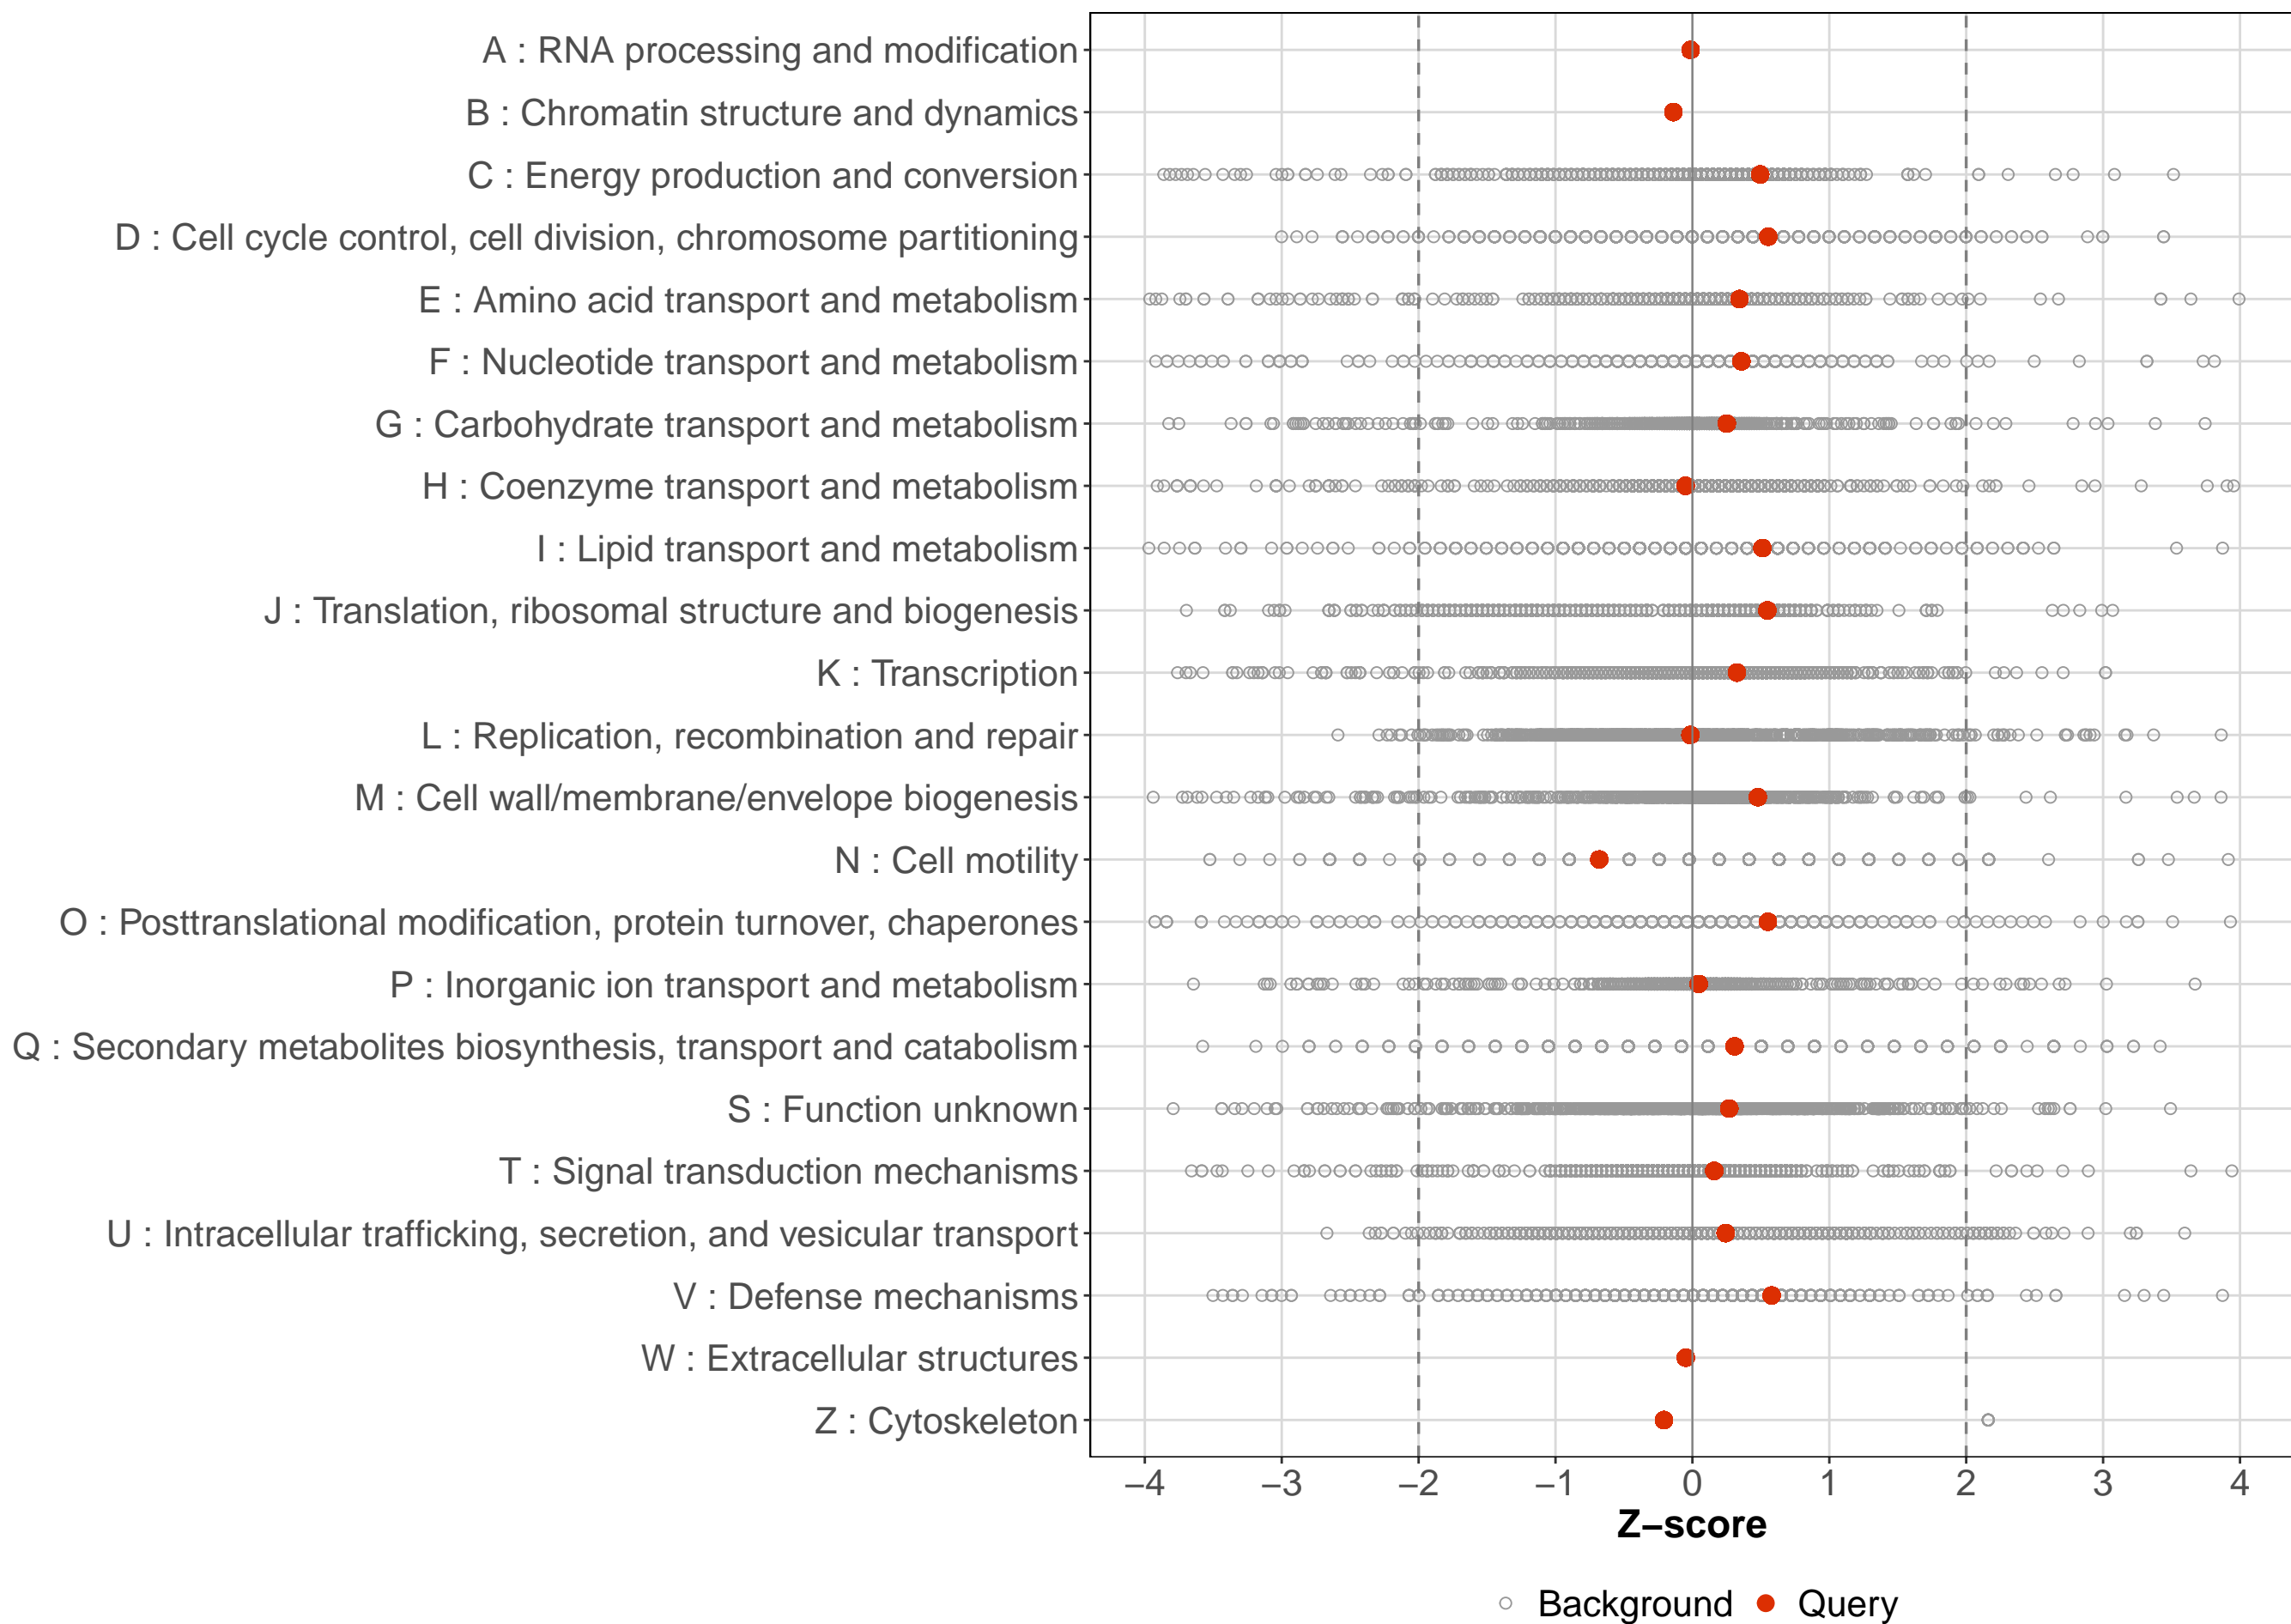 A : RNA processing and modification
B : Chromatin structure and dynamics
C : Energy production and conversion
D : Cell cycle control, cell division, chromosome partitioning
E : Amino acid transport and metabolism
F : Nucleotide transport and metabolism
G : Carbohydrate transport and metabolism
H : Coenzyme transport and metabolism
I : Lipid transport and metabolism
J : Translation, ribosomal structure and biogenesis
K : Transcription
L : Replication, recombination and repair
M : Cell wall/membrane/envelope biogenesis
N : Cell motility
O : Posttranslational modification, protein turnover, chaperones
P : Inorganic ion transport and metabolism
Q : Secondary metabolites biosynthesis, transport and catabolism
S : Function unknown
T : Signal transduction mechanisms
U : Intracellular trafficking, secretion, and vesicular transport
V : Defense mechanisms
W : Extracellular structures
Z : Cytoskeleton
−4 −3 −2 −1 0 1 2 3 4
Z−score
Background Query